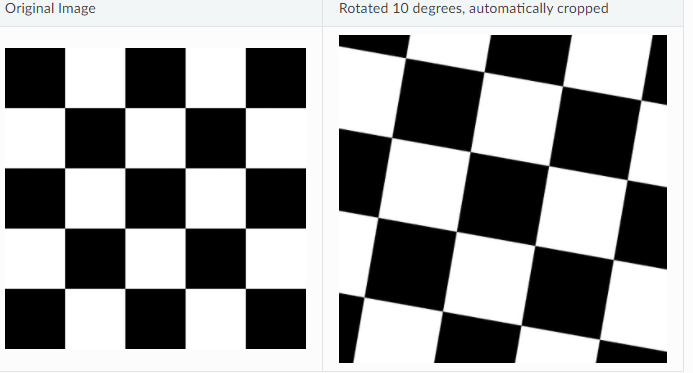 Original Image
Rotated 10 degrees, automatically cropped